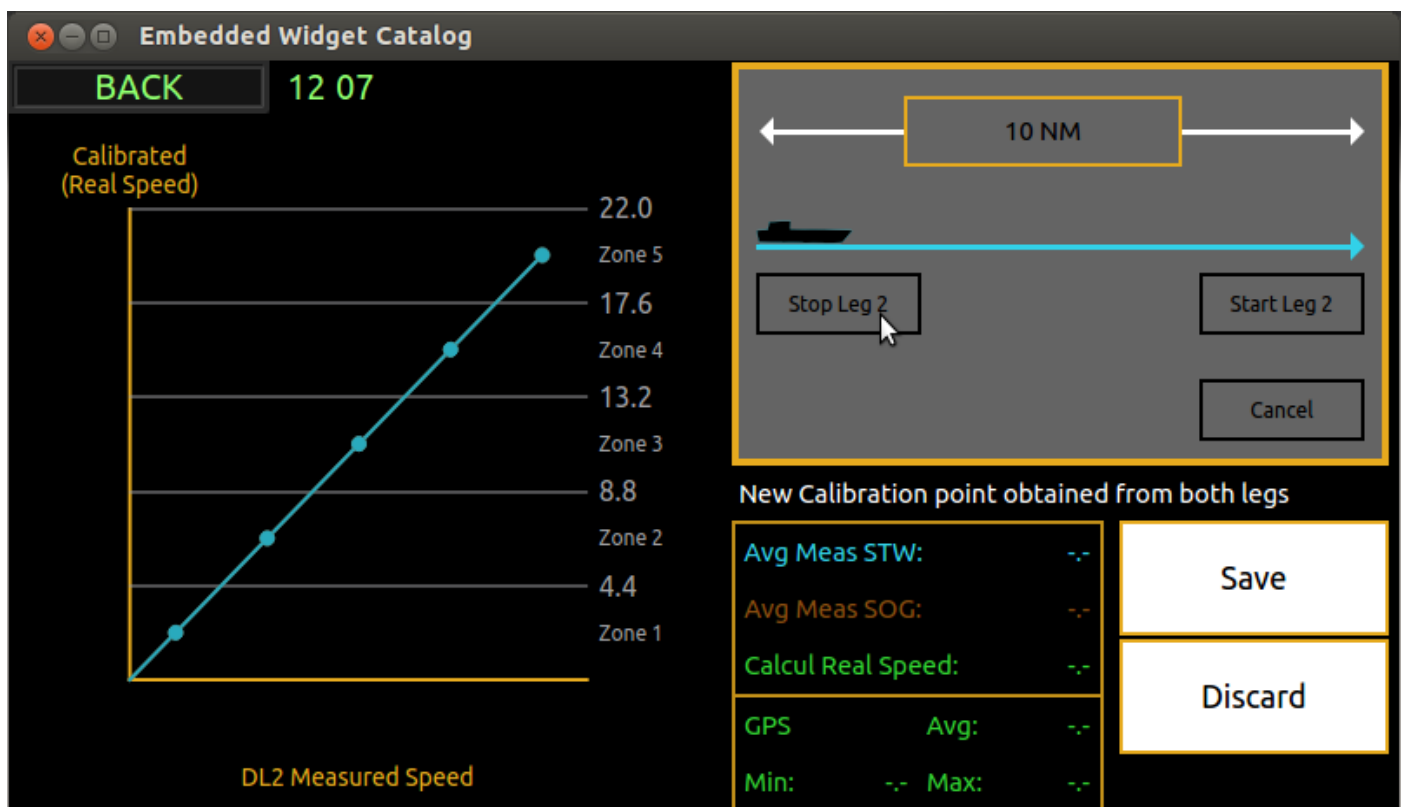 Embedded Widget Catalog
BACK
12 07
Calibrated
(Real Speed)
22.0
Zone 5
17.6
Zone 4
13.2
Zone 3
8.8
Zone 2
4.4
Zone 1
DL2 Measured Speed
10 NM
Stop Leg 2
Start Leg 2
Cancel
New Calibration point obtained from both legs
Avg Meas STW: -.-
Avg Meas SOG: -.-
Calcul Real Speed: -.-
GPS Avg: -.-
Min: -.- Max: -.-
Save
Discard